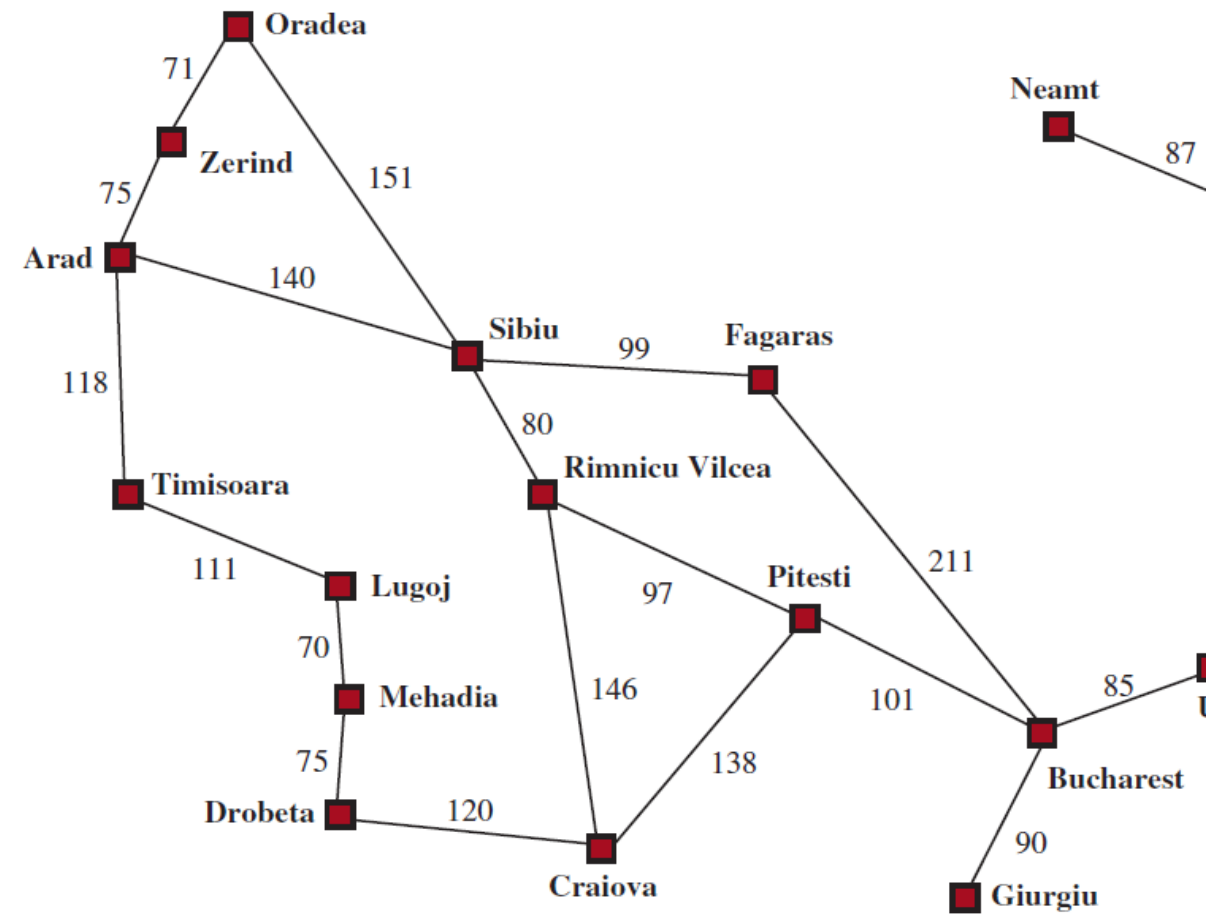 Oradea
71
Neamt
87
Zerind
151
75
Arad
140
Sibiu
99
Fagaras
118
80
Rimnicu Vilcea
Timisoara
111
Lugoj
97
Pitesti
211
70
Mehadia
146
101
85
U
75
138
Bucharest
Drobeta
120
90
Craiova
Giurgiu